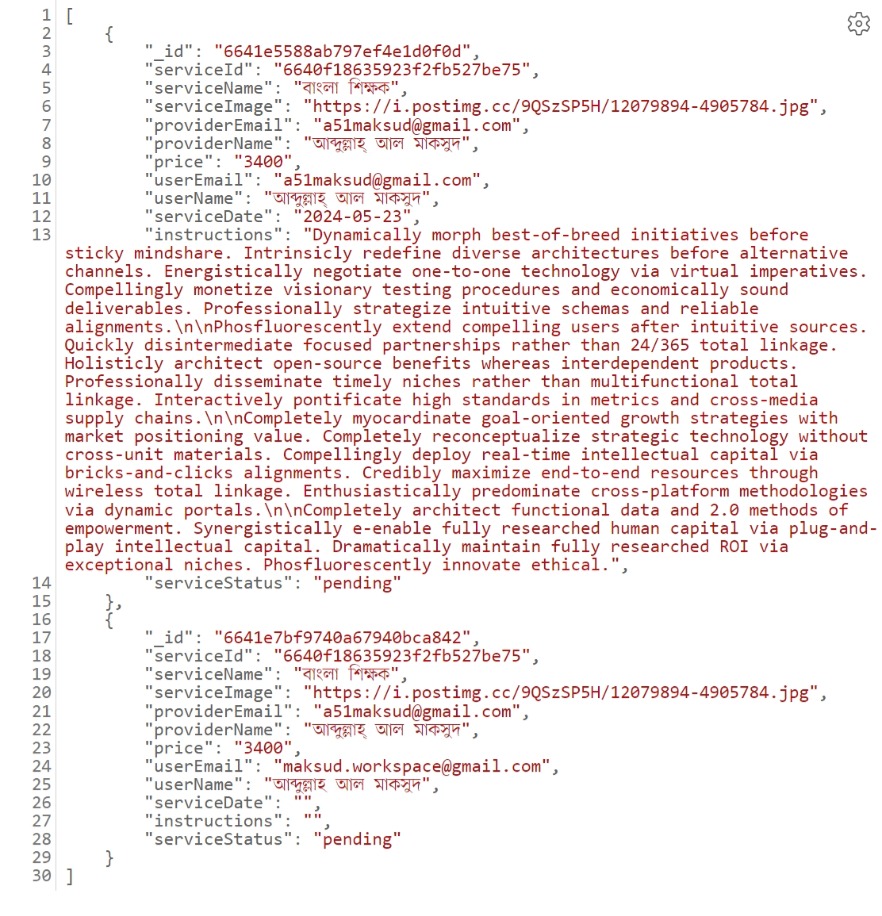 1 [
2 {
3 "_id": "6641e5588ab797ef4e1d0f0d",
4 "serviceId": "6640f18635923f2fb527be75",
5 "serviceName": "বাংলা শিক্ষক",
6 "serviceImage": "https://i.postimg.cc/9QSzSP5H/12079894-4905784.jpg",
7 "providerEmail": "a51maksud@gmail.com",
8 "providerName": "আব্দুল্লাহ্ আল মাকসুদ",
9 "price": "3400",
10 "userEmail": "a51maksud@gmail.com",
11 "userName": "আব্দুল্লাহ্ আল মাকসুদ",
12 "serviceDate": "2024-05-23",
13 "instructions": "Dynamically morph best-of-breed initiatives before
sticky mindshare. Intrinsicly redefine diverse architectures before alternative
channels. Energistically negotiate one-to-one technology via virtual imperatives.
Compellingly monetize visionary testing procedures and economically sound
deliverables. Professionally strategize intuitive schemas and reliable
alignments.\n\nPhosfluorescently extend compelling users after intuitive sources.
Quickly disintermediate focused partnerships rather than 24/365 total linkage.
Holisticly architect open-source benefits whereas interdependent products.
Professionally disseminate timely niches rather than multifunctional total
linkage. Interactively pontificate high standards in metrics and cross-media
supply chains.\n\nCompletely myocardinate goal-oriented growth strategies with
market positioning value. Completely reconceptualize strategic technology without
cross-unit materials. Compellingly deploy real-time intellectual capital via
bricks-and-clicks alignments. Credibly maximize end-to-end resources through
wireless total linkage. Enthusiastically predominate cross-platform methodologies
via dynamic portals.\n\nCompletely architect functional data and 2.0 methods of
empowerment. Synergistically e-enable fully researched human capital via plug-and-
play intellectual capital. Dramatically maintain fully researched ROI via
exceptional niches. Phosfluorescently innovate ethical.",
14 "serviceStatus": "pending"
15 },
16 {
17 "_id": "6641e7bf9740a67940bca842",
18 "serviceId": "6640f18635923f2fb527be75",
19 "serviceName": "বাংলা শিক্ষক",
20 "serviceImage": "https://i.postimg.cc/9QSzSP5H/12079894-4905784.jpg",
21 "providerEmail": "a51maksud@gmail.com",
22 "providerName": "আব্দুল্লাহ্ আল মাকসুদ",
23 "price": "3400",
24 "userEmail": "maksud.workspace@gmail.com",
25 "userName": "আব্দুল্লাহ আল মাকসুদ",
26 "serviceDate": "",
27 "instructions": "",
28 "serviceStatus": "pending"
29 }
30 ]